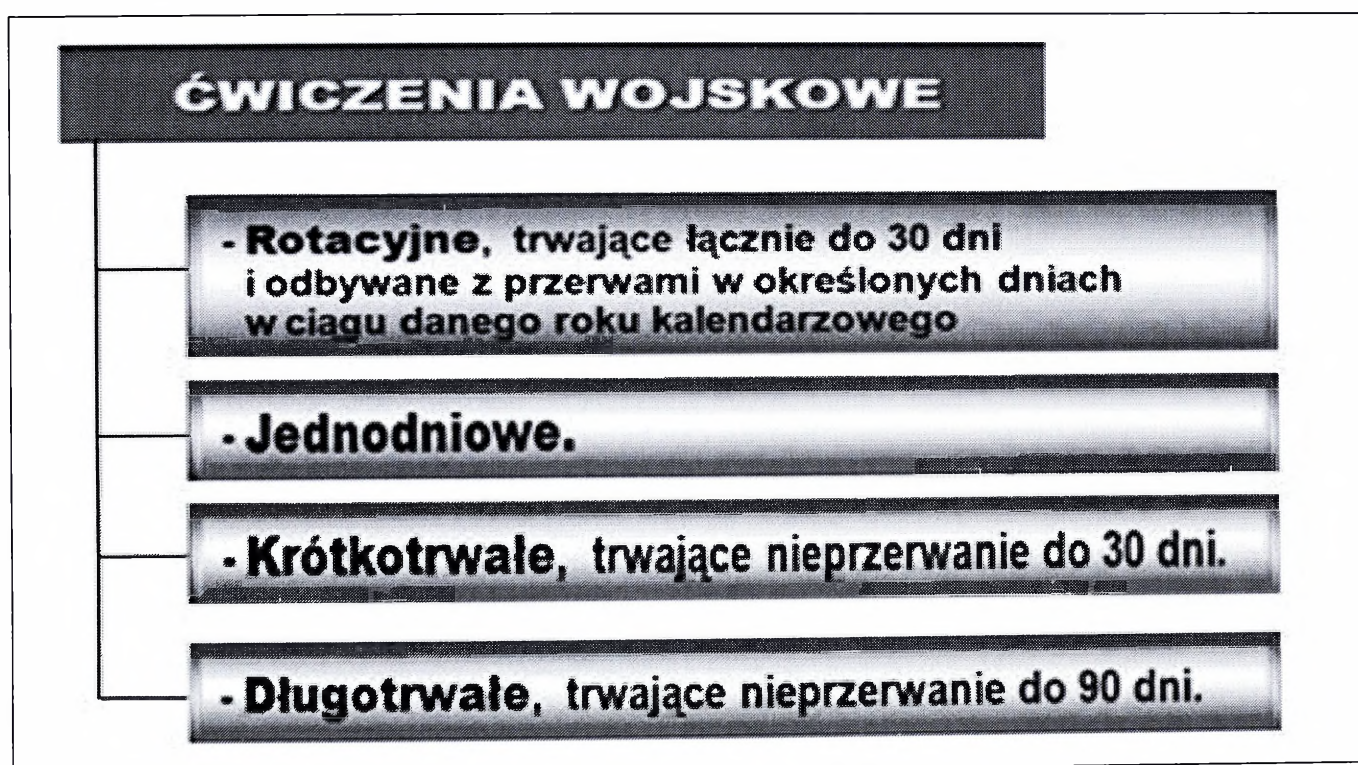 ĆWICZENIA WOJSKOWE
- Rotacyjne, trwające łącznie do 30 dni
i odbywane z przerwami w określonych dniach
w ciągu danego roku kalendarzowego
- Jednodniowe.
- Krótkotrwałe, trwające nieprzerwanie do 30 dni.
- Długotrwałe, trwające nieprzerwanie do 90 dni.